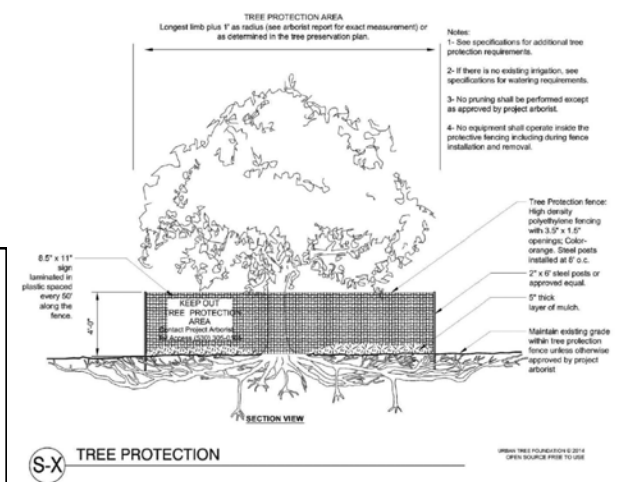 TREE PROTECTION AREA
Longest limb plus 1' as radius (see arborist report for exact measurement) or
as determined in the tree preservation plan.
Notes:
1- See specifications for additional tree
protection requirements.
2- If there is no existing irrigation, see
specifications for watering requirements.
3- No pruning shall be performed except
as approved by project arborist.
4- No equipment shall operate inside the
protective fencing including during fence
installation and removal.
Tree Protection fence:
High density
polyethylene fencing
with 3.5" x 1.5"
openings; Color-
orange. Steel posts
installed at 8' o.c.
2" x 6' steel posts or
approved equal.
5" thick
layer of mulch.
Maintain existing grade
within tree protection
fence unless otherwise
approved by project
arborist
8.5" x 11"
sign
laminated in
plastic spaced
every 50'
along the
fence.
4'-0"
KEEP OUT
TREE PROTECTION
AREA
Contact Project Arborist
SECTION VIEW
S-X
TREE PROTECTION
URBAN TREE FOUNDATION © 2014
OPEN SOURCE FREE TO USE